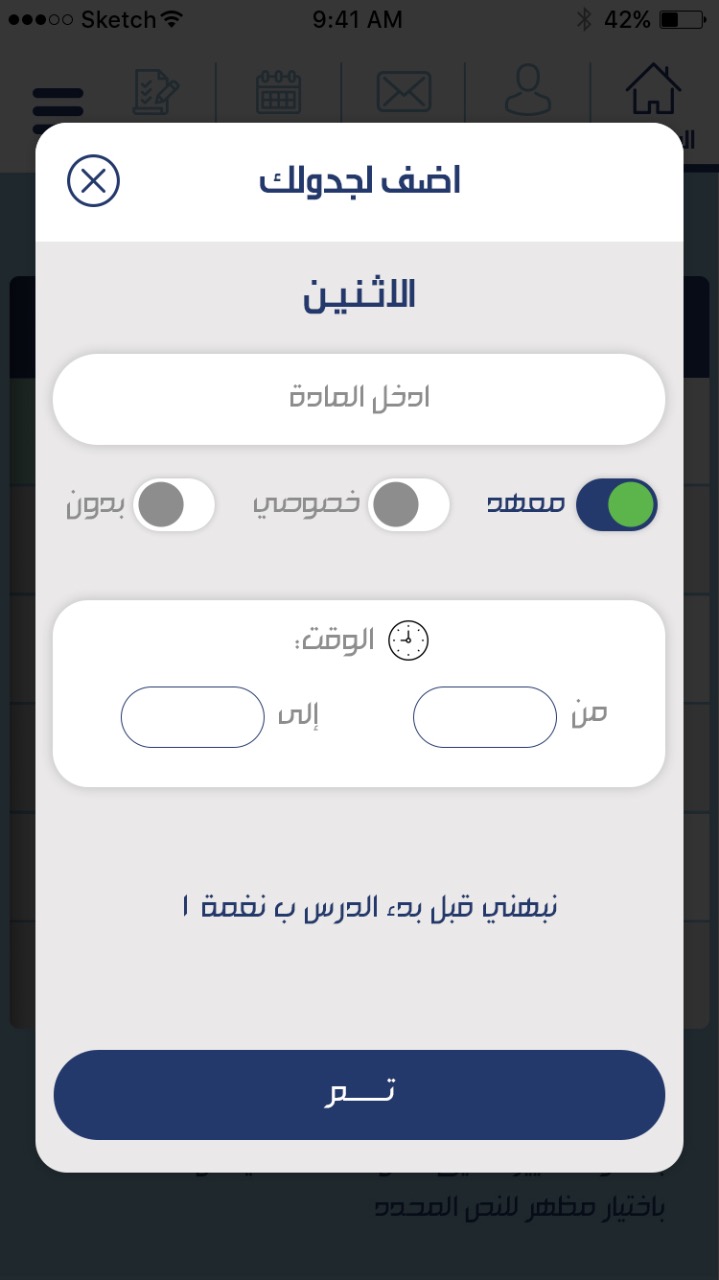 Sketch 9:41 AM 42%
اضف لجدولك
الاثنين
ادخل المادة
معهد خصوصي بدون
الوقت:
من إلى
نبهني قبل بدء الدرس ب نغمة ١
تـــم
باختيار مظهر للنص المحدد